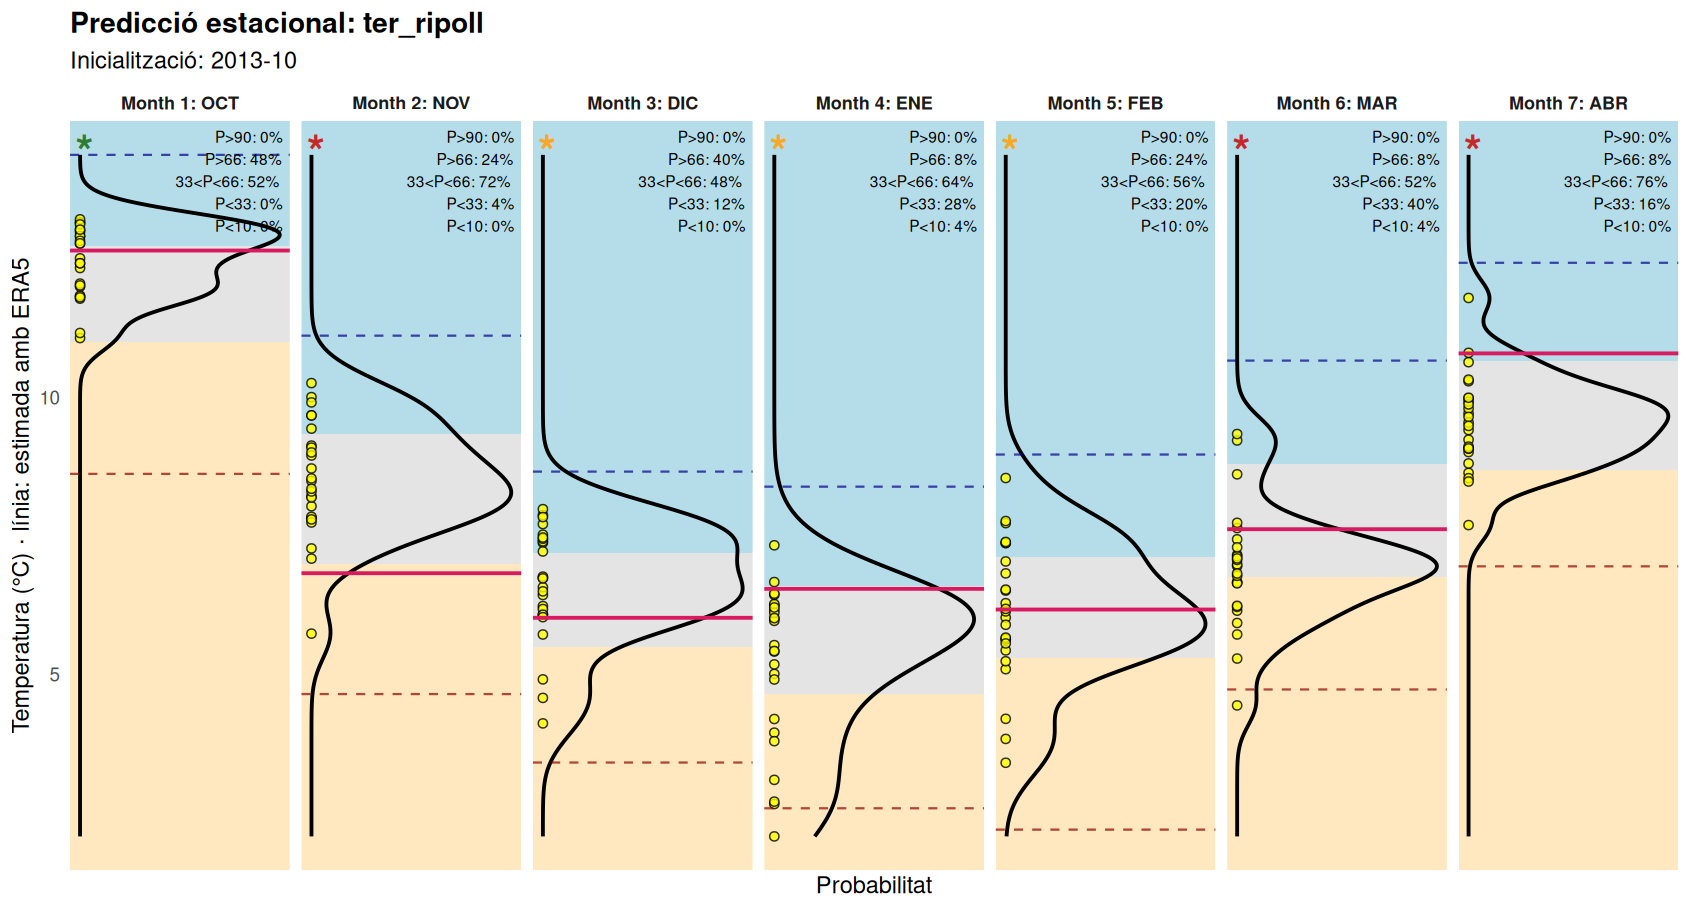 Predicció estacional: ter_ripoll
Inicialització: 2013-10
Month 1: OCT
Month 2: NOV
Month 3: DIC
Month 4: ENE
Month 5: FEB
Month 6: MAR
Month 7: ABR
*
P>90: 0%
P>66: 48%
33<P<66: 52%
P<33: 0%
P<10: 0%
*
P>90: 0%
P>66: 24%
33<P<66: 72%
P<33: 4%
P<10: 0%
*
P>90: 0%
P>66: 40%
33<P<66: 48%
P<33: 12%
P<10: 0%
*
P>90: 0%
P>66: 8%
33<P<66: 64%
P<33: 28%
P<10: 4%
*
P>90: 0%
P>66: 24%
33<P<66: 56%
P<33: 20%
P<10: 0%
*
P>90: 0%
P>66: 8%
33<P<66: 52%
P<33: 40%
P<10: 4%
*
P>90: 0%
P>66: 8%
33<P<66: 76%
P<33: 16%
P<10: 0%
Temperatura (°C) · línia: estimada amb ERA5
10
5
Probabilitat